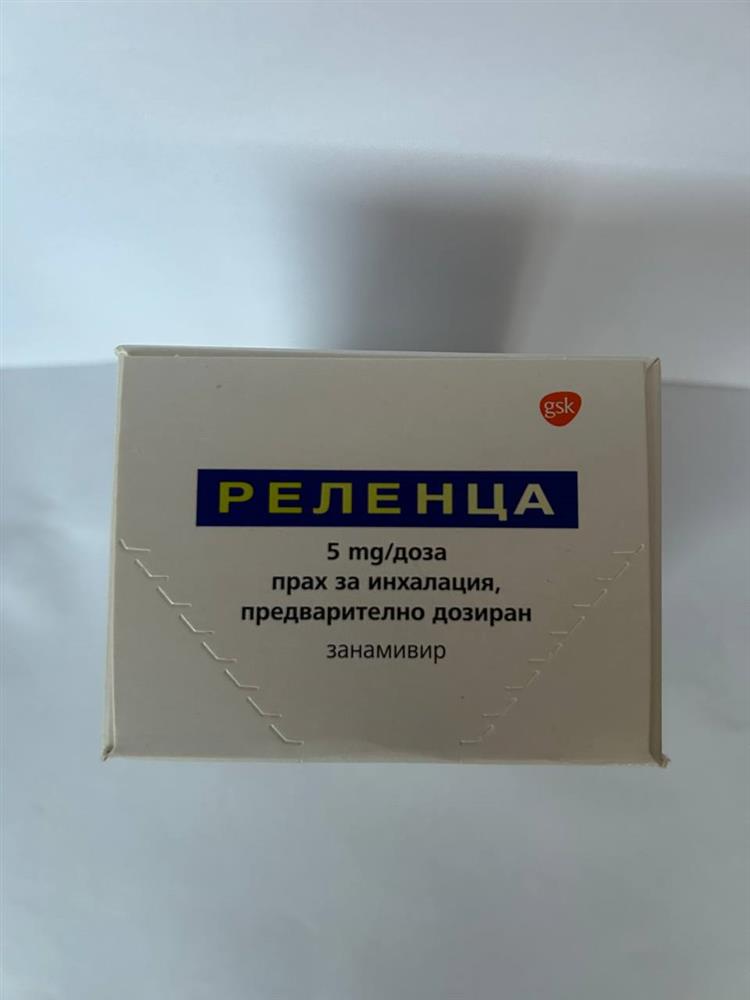 gsk
РЕЛЕНЦА
5 mg/доза
прах за инхалация,
предварително дозиран
занамивир